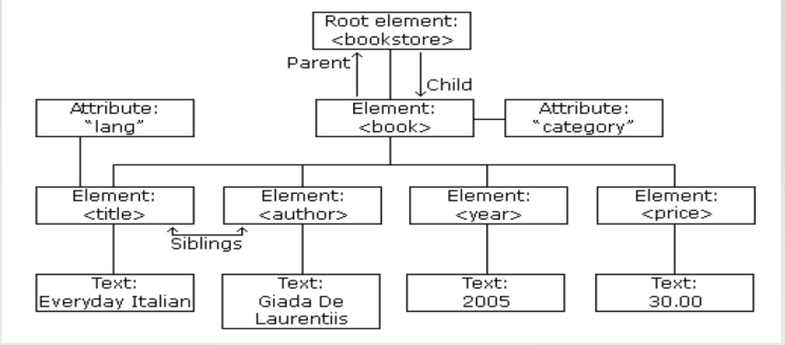 Root element:
<bookstore>
Parent
Child
Attribute:
“lang”
Element:
<book>
Attribute:
“category”
Element:
<title>
Element:
<author>
Element:
<year>
Element:
<price>
Siblings
Text:
Everyday Italian
Text:
Giada De
Laurentiis
Text:
2005
Text:
30.00